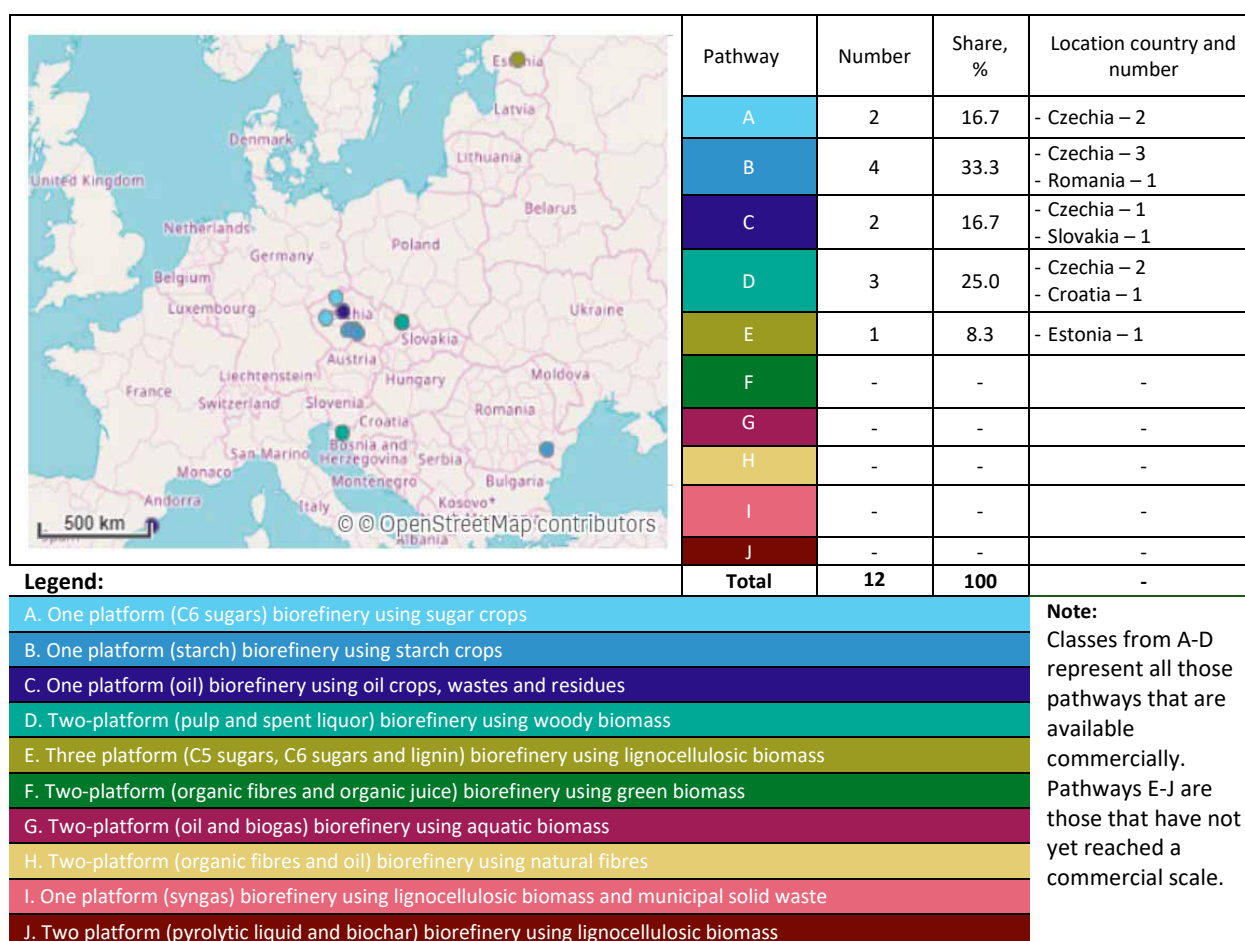 Estonia
Latvia
Denmark
Lithuania
United Kingdom
Belarus
Netherlands
Poland
Germany
Belgium
Luxembourg
hia
Ukraine
Slovakia
Austria
Liechtenstein
Hungary
Moldova
France
Switzerland
Slovenia
Romania
Croatia
Bosnia and
San Marino
Herzegovina
Serbia
Monaco
Montenegro
Bulgaria
Andorra
Italy
Kosovo*
500 km
© © OpenStreetMap contributors
Albania
Pathway Number Share, % Location country and number
A 2 16.7 - Czechia – 2
B 4 33.3 - Czechia – 3
- Romania – 1
C 2 16.7 - Czechia – 1
- Slovakia – 1
D 3 25.0 - Czechia – 2
- Croatia – 1
E 1 8.3 - Estonia – 1
F - - -
G - - -
H - - -
I - - -
J - - -
Total 12 100 -
Legend:
A. One platform (C6 sugars) biorefinery using sugar crops
B. One platform (starch) biorefinery using starch crops
C. One platform (oil) biorefinery using oil crops, wastes and residues
D. Two-platform (pulp and spent liquor) biorefinery using woody biomass
E. Three platform (C5 sugars, C6 sugars and lignin) biorefinery using lignocellulosic biomass
F. Two-platform (organic fibres and organic juice) biorefinery using green biomass
G. Two-platform (oil and biogas) biorefinery using aquatic biomass
H. Two-platform (organic fibres and oil) biorefinery using natural fibres
I. One platform (syngas) biorefinery using lignocellulosic biomass and municipal solid waste
J. Two platform (pyrolytic liquid and biochar) biorefinery using lignocellulosic biomass
Note:
Classes from A-D
represent all those
pathways that are
available
commercially.
Pathways E-J are
those that have not
yet reached a
commercial scale.